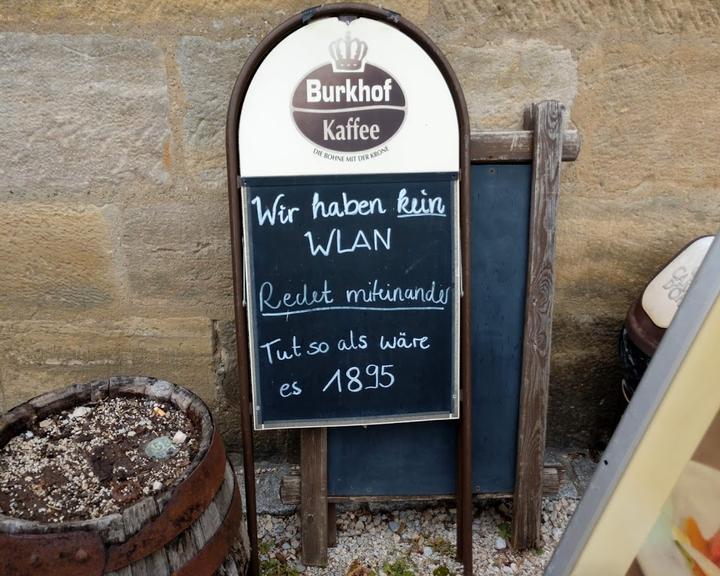 Burkhof
Kaffee
DIE BOHNE MIT DER KRONE
Wir haben kein
WLAN
Redet miteinander
Tut so als wäre
es 1895